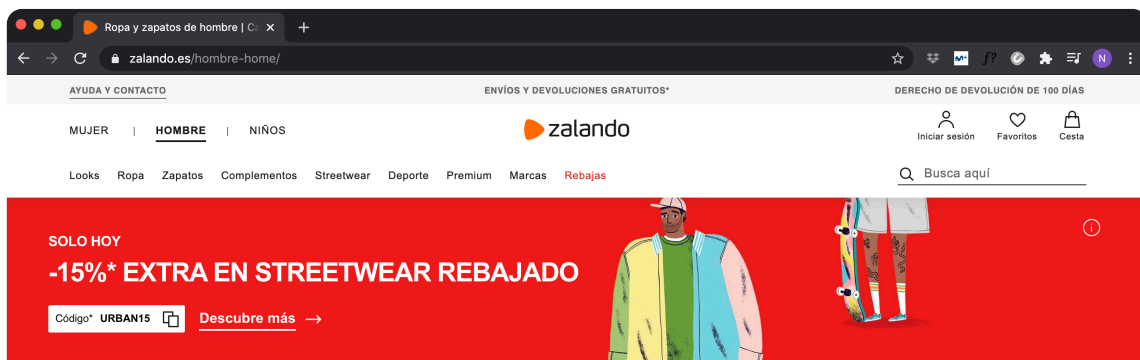 Ropa y zapatos de hombre | Ca
zalando.es/hombre-home/
N
AYUDA Y CONTACTO ENVÍOS Y DEVOLUCIONES GRATUITOS* DERECHO DE DEVOLUCIÓN DE 100 DÍAS
MUJER | HOMBRE | NIÑOS zalando
Iniciar sesión Favoritos Cesta
Looks Ropa Zapatos Complementos Streetwear Deporte Premium Marcas Rebajas Busca aquí
SOLO HOY
-15%* EXTRA EN STREETWEAR REBAJADO
Código* URBAN15 Descubre más →